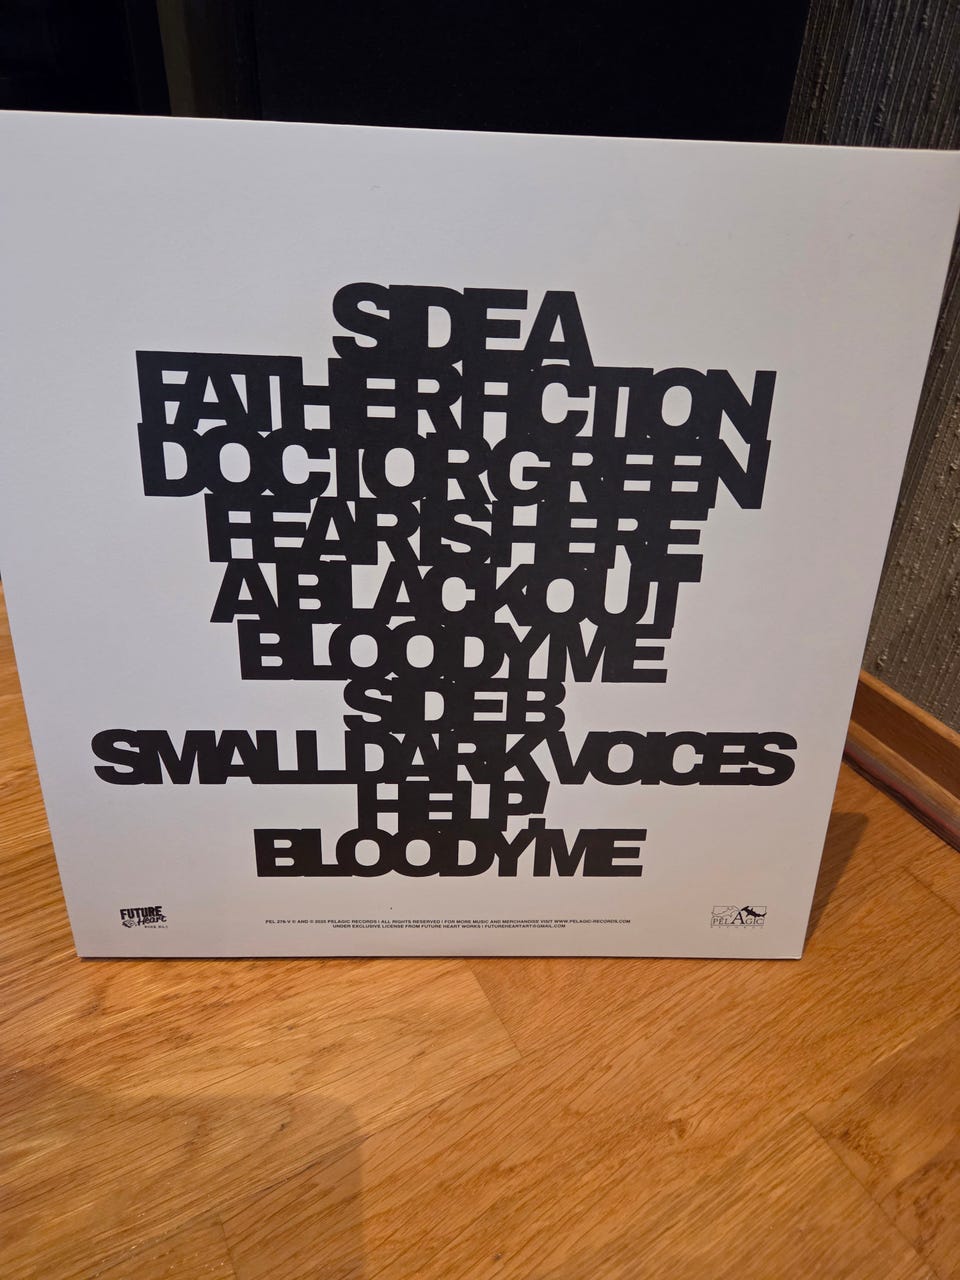 SIDE A
FATHER FICTION
DOCTOR GREEN
FEAR IS HERE
A BLACKOUT
BLOODY ME
SIDE B
SMALL DARK VOICES
HELP!
BLOODY ME
FUTURE
Heart
PEL 276-V ℗ AND © 2025 PELAGIC RECORDS | ALL RIGHTS RESERVED | FOR MORE MUSIC AND MERCHANDISE VISIT WWW.PELAGIC-RECORDS.COM
UNDER EXCLUSIVE LICENSE FROM FUTURE HEART WORKS | FUTUREHEARTART@GMAIL.COM
PELAGIC
RECORDS